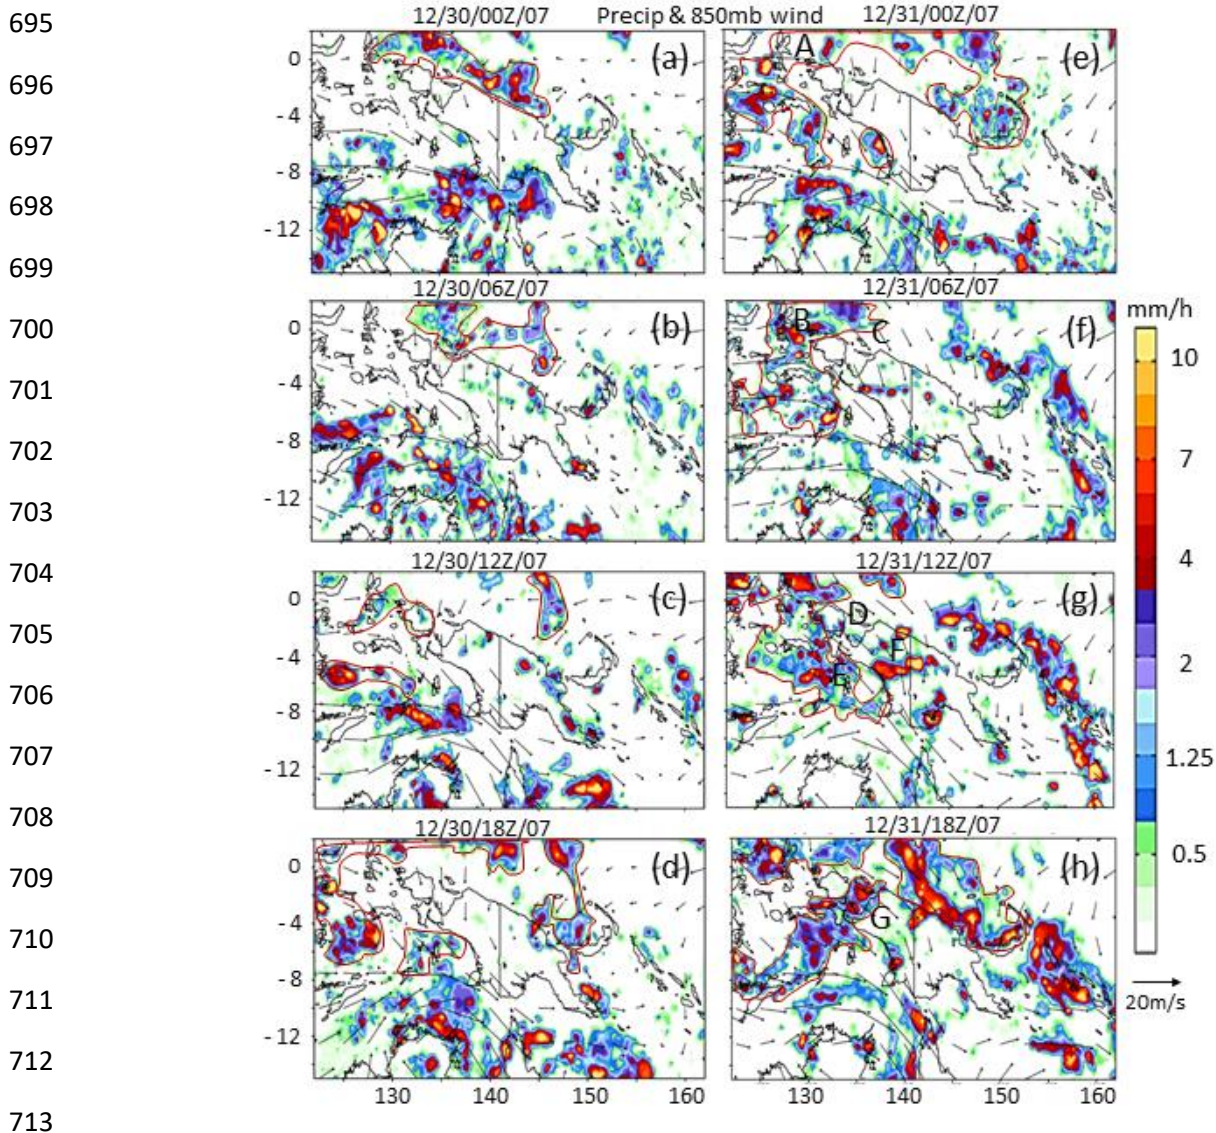 695
12/30/00Z/07 Precip & 850mb wind 12/31/00Z/07
0 (a) A (e)
696
-4
697
-8
698
-12
699
12/30/06Z/07 12/31/06Z/07
mm/h
700
0 (b) B C (f)
10
701
-4
702
-8
7
703
-12
704
12/30/12Z/07 12/31/12Z/07
4
0 (c) D (g)
705
-4 F E
2
706
-8
707
-12
1.25
708
12/30/18Z/07 12/31/18Z/07
0 (d) (h)
0.5
709
-4 G
710
-8
711
20m/s
-12
712
130 140 150 160 130 140 150 160
713